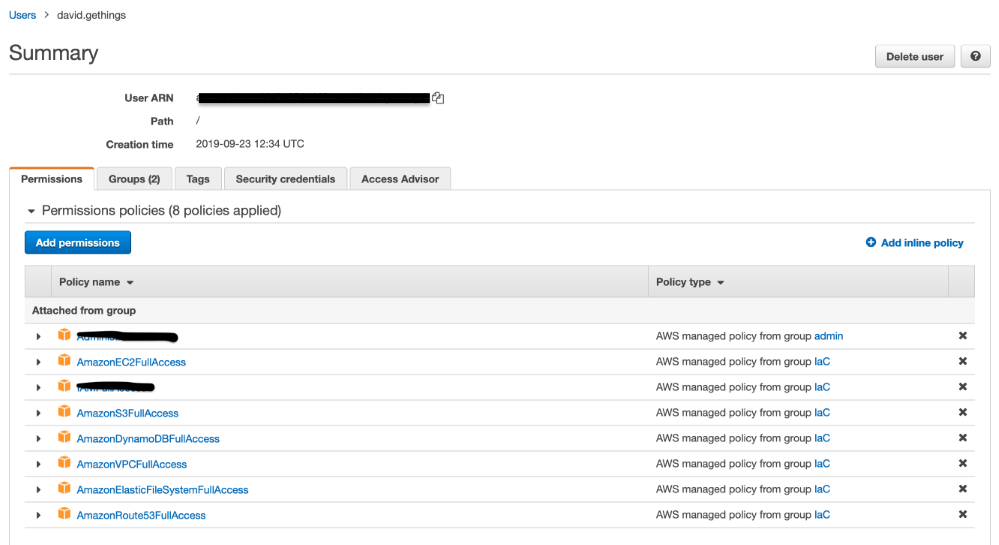 Users > david.gethings
Summary
Delete user
User ARN
Path /
Creation time 2019-09-23 12:34 UTC
Permissions Groups (2) Tags Security credentials Access Advisor
Permissions policies (8 policies applied)
Add permissions Add inline policy
Policy name Policy type
Attached from group
AWS managed policy from group admin
AmazonEC2FullAccess AWS managed policy from group IaC
AWS managed policy from group IaC
AmazonS3FullAccess AWS managed policy from group IaC
AmazonDynamoDBFullAccess AWS managed policy from group IaC
AmazonVPCFullAccess AWS managed policy from group IaC
AmazonElasticFileSystemFullAccess AWS managed policy from group IaC
AmazonRoute53FullAccess AWS managed policy from group IaC